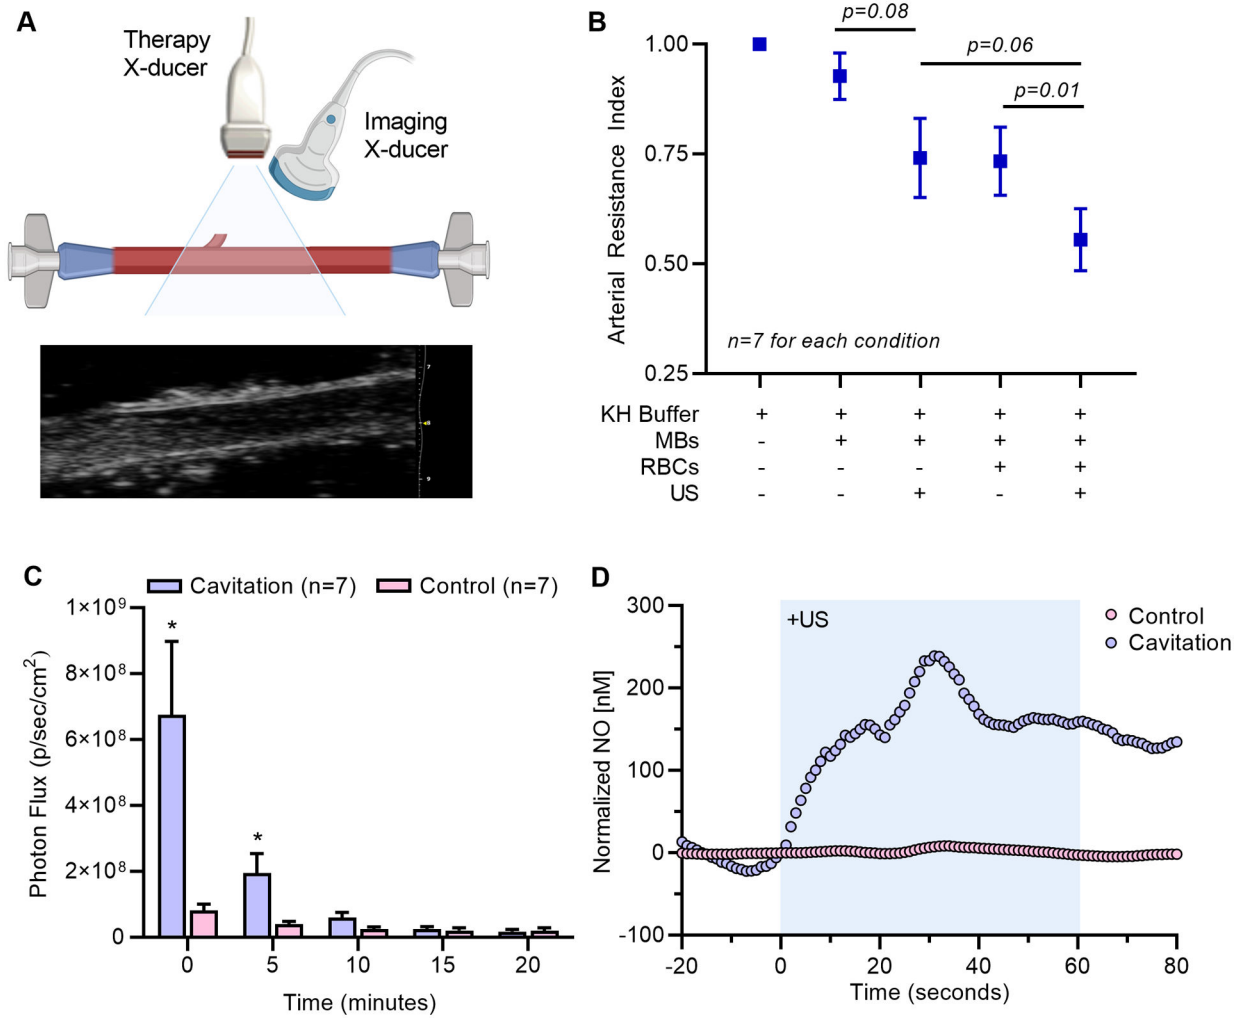 A
Therapy
X-ducer
Imaging
X-ducer
7
8
9
B
p=0.08
p=0.06
p=0.01
1.00
0.75
0.50
0.25
Arterial Resistance Index
n=7 for each condition
KH Buffer + + + + +
MBs - + + + +
RBCs - - - + +
US - - + - +
C
Cavitation (n=7) Control (n=7)
1×10⁹
8×10⁸
6×10⁸
4×10⁸
2×10⁸
0
Photon Flux (p/sec/cm²)
* *
0 5 10 15 20
Time (minutes)
D
300
200
100
0
-100
Normalized NO [nM]
+US
Control
Cavitation
-20 0 20 40 60 80
Time (seconds)